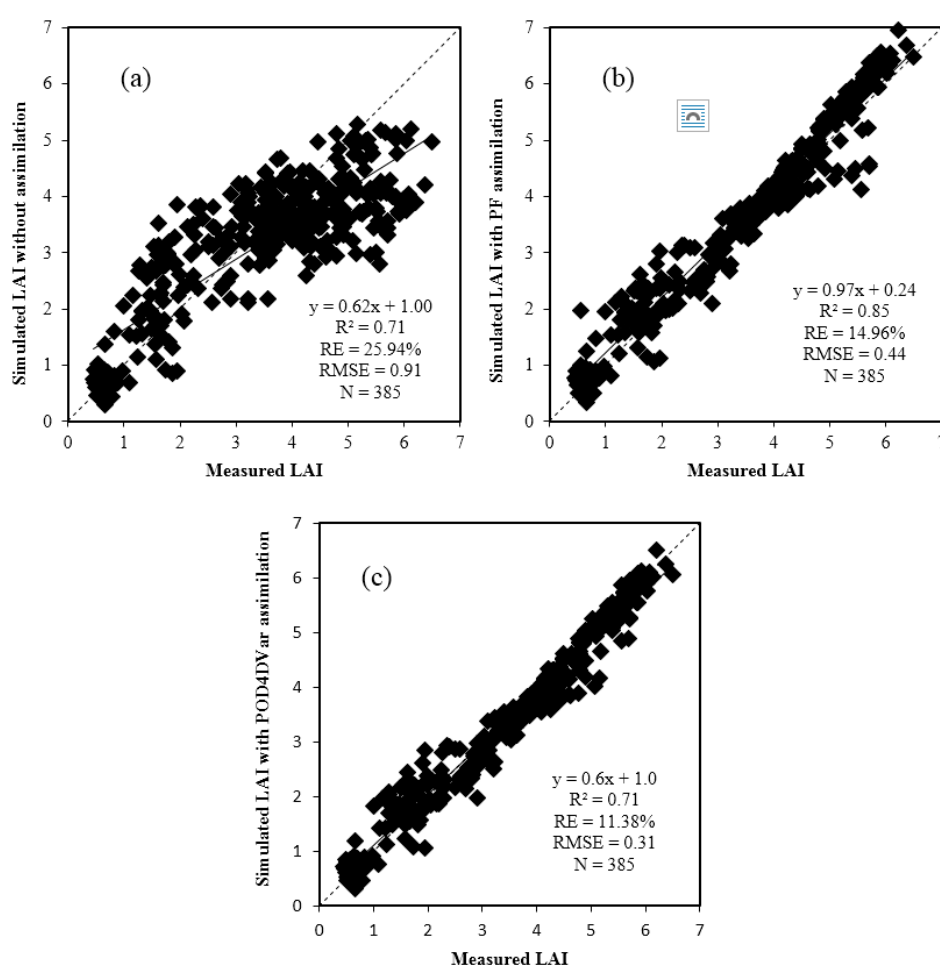 (a)
Simulated LAI without assimilation
7
6
5
4
3
2
1
0
y = 0.62x + 1.00
R² = 0.71
RE = 25.94%
RMSE = 0.91
N = 385
0 1 2 3 4 5 6 7
Measured LAI
(b)
Simulated LAI with PF assimilation
7
6
5
4
3
2
1
0
y = 0.97x + 0.24
R² = 0.85
RE = 14.96%
RMSE = 0.44
N = 385
0 1 2 3 4 5 6 7
Measured LAI
(c)
Simulated LAI with POD4DVar assimilation
7
6
5
4
3
2
1
0
y = 0.6x + 1.0
R² = 0.71
RE = 11.38%
RMSE = 0.31
N = 385
0 1 2 3 4 5 6 7
Measured LAI